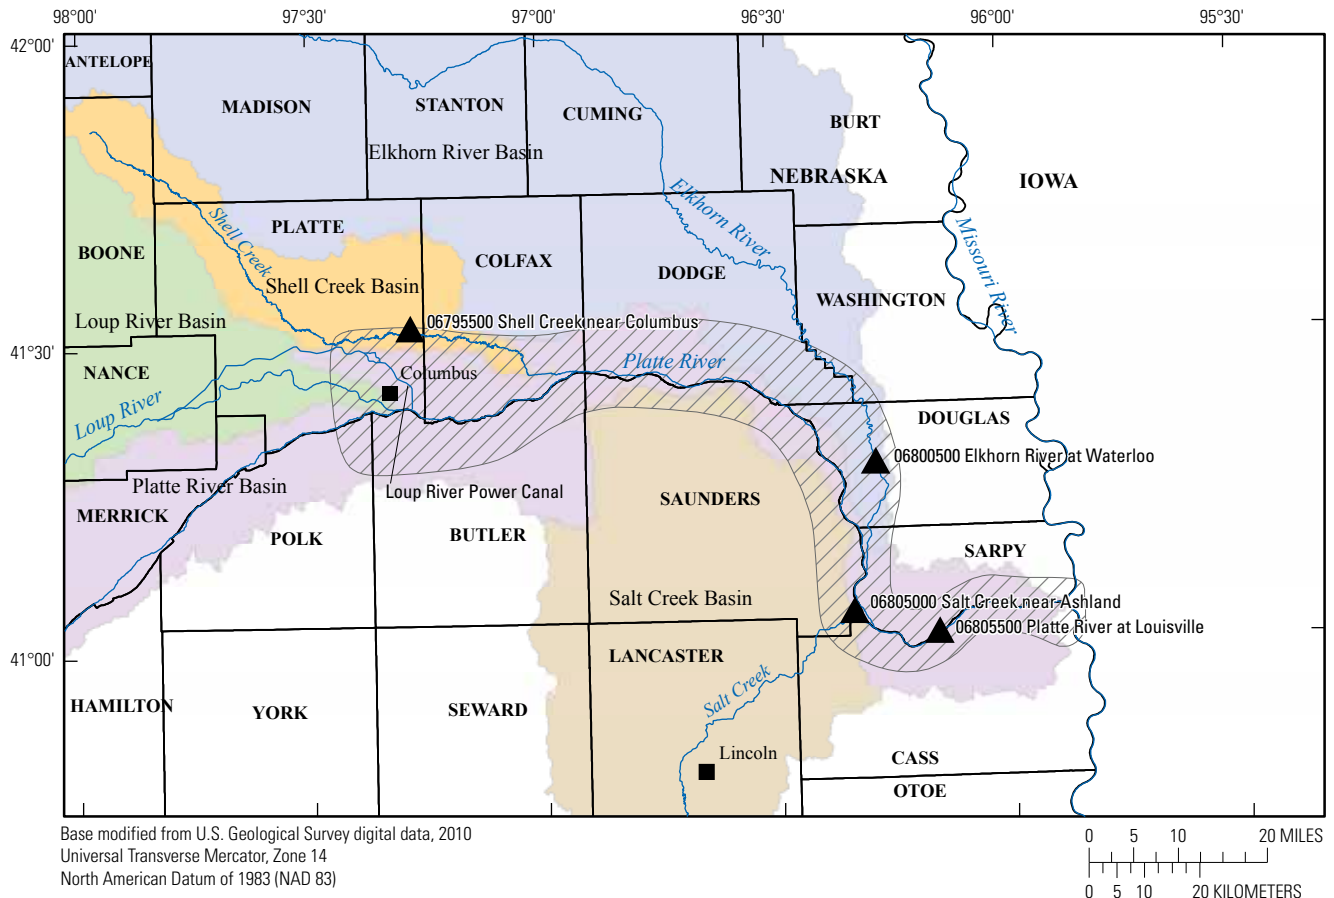 98°00' 97°30' 97°00' 96°30' 96°00' 95°30'
42°00'
ANTELOPE
MADISON
STANTON
CUMING
BURT
Elkhorn River Basin
NEBRASKA
IOWA
Elkhorn River
Shell Creek
PLATTE
Missouri River
BOONE
COLFAX
DODGE
Shell Creek Basin
WASHINGTON
Loup River Basin
06795500 Shell Creek near Columbus
41°30'
Platte River
NANCE
Columbus
Loup River
DOUGLAS
06800500 Elkhorn River at Waterloo
Platte River Basin
Loup River Power Canal
SAUNDERS
MERRICK
POLK
BUTLER
SARPY
Salt Creek Basin
06805000 Salt Creek near Ashland
06805500 Platte River at Louisville
41°00'
LANCASTER
Salt Creek
HAMILTON
YORK
SEWARD
Lincoln
CASS
OTOE
Base modified from U.S. Geological Survey digital data, 2010
Universal Transverse Mercator, Zone 14
North American Datum of 1983 (NAD 83)
0 5 10 20 MILES
0 5 10 20 KILOMETERS